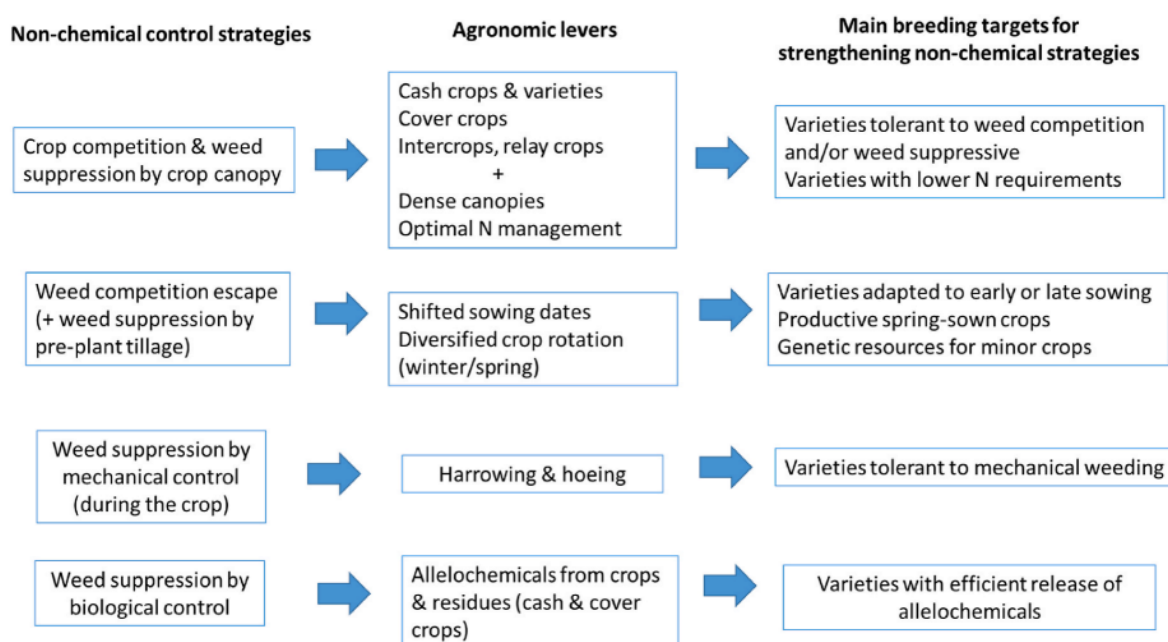 Non-chemical control strategies
Agronomic levers
Main breeding targets for
strengthening non-chemical strategies
Crop competition & weed
suppression by crop canopy
Cash crops & varieties
Cover crops
Intercrops, relay crops
+
Dense canopies
Optimal N management
Varieties tolerant to weed competition
and/or weed suppressive
Varieties with lower N requirements
Weed competition escape
(+ weed suppression by
pre-plant tillage)
Shifted sowing dates
Diversified crop rotation
(winter/spring)
Varieties adapted to early or late sowing
Productive spring-sown crops
Genetic resources for minor crops
Weed suppression by
mechanical control
(during the crop)
Harrowing & hoeing
Varieties tolerant to mechanical weeding
Weed suppression by
biological control
Allelochemicals from crops
& residues (cash & cover
crops)
Varieties with efficient release of
allelochemicals